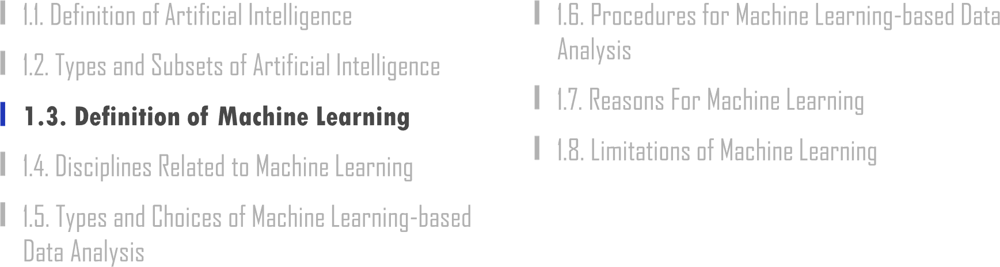 1.1. Definition of Artificial Intelligence
1.2. Types and Subsets of Artificial Intelligence
1.3. Definition of Machine Learning
1.4. Disciplines Related to Machine Learning
1.5. Types and Choices of Machine Learning-based
Data Analysis
1.6. Procedures for Machine Learning-based Data
Analysis
1.7. Reasons For Machine Learning
1.8. Limitations of Machine Learning